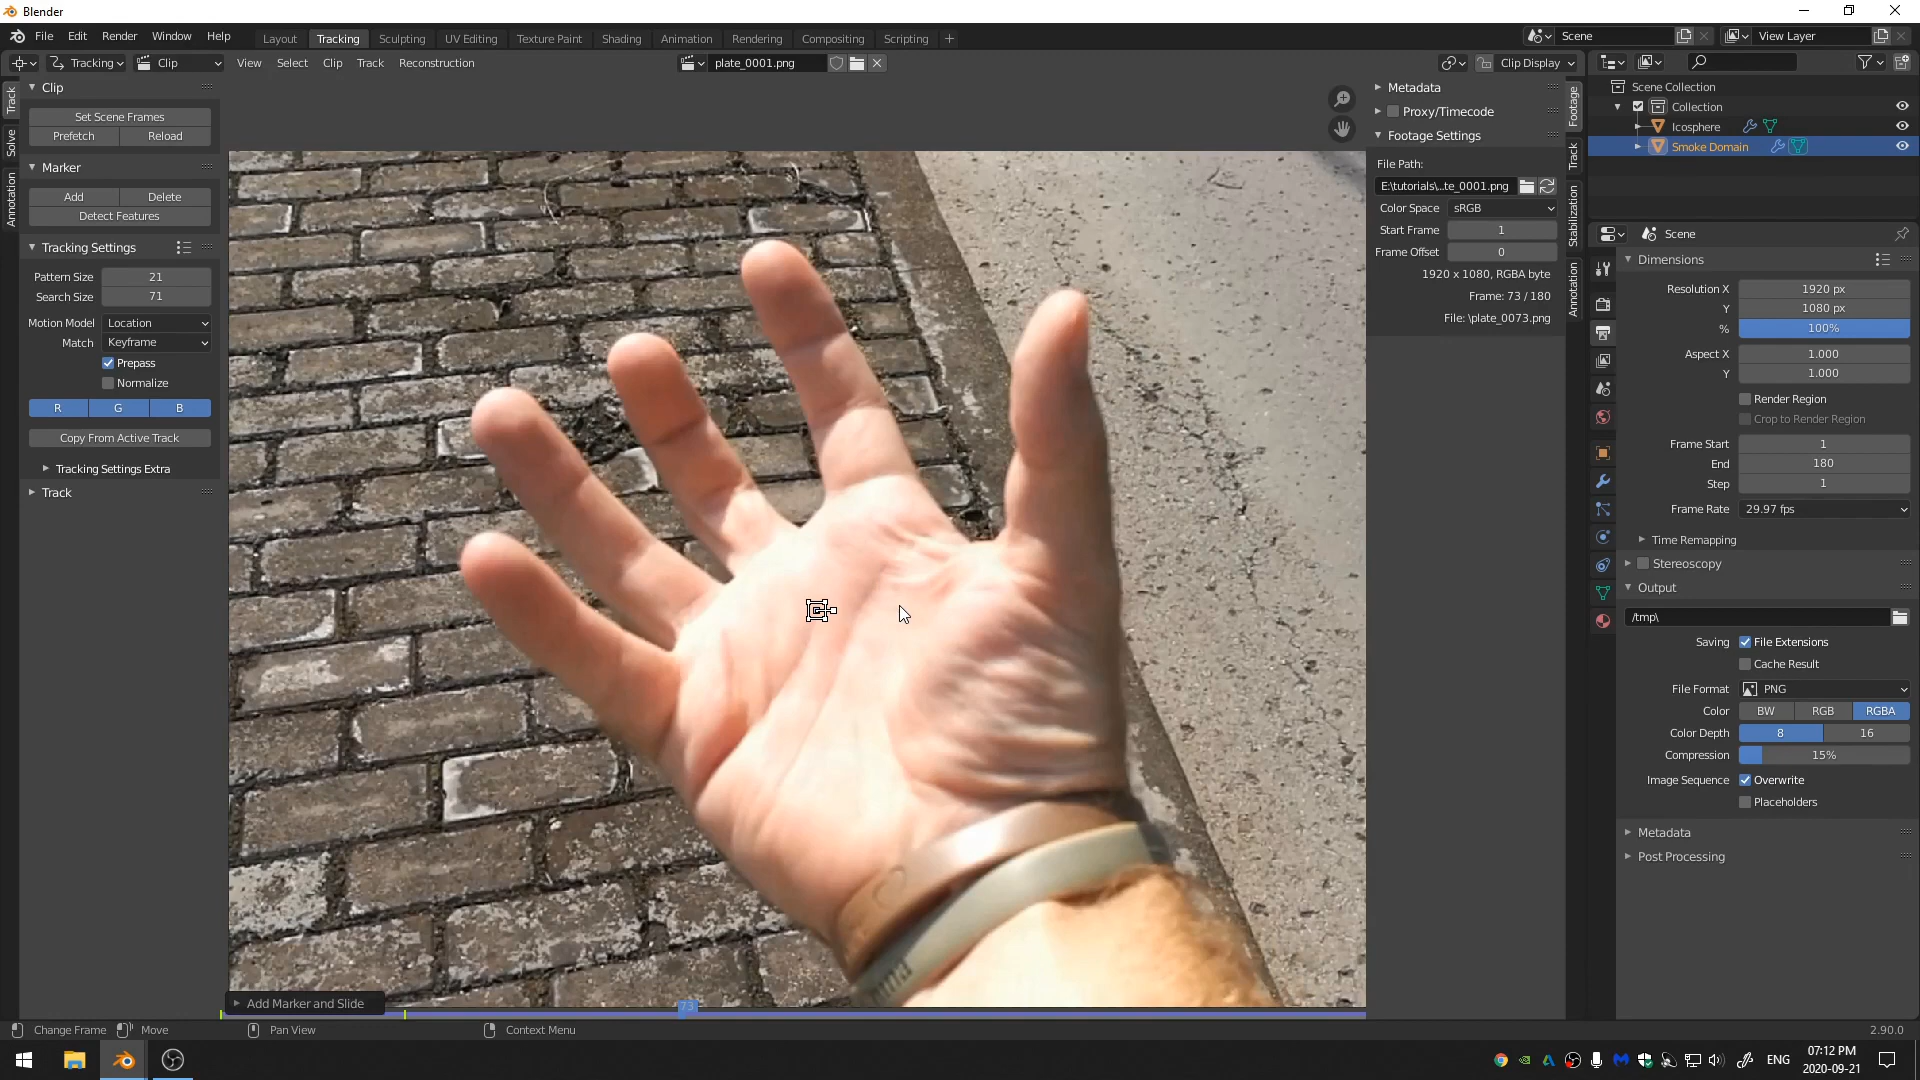 Blender
File Edit Render Window Help
Layout Tracking Sculpting UV Editing Texture Paint Shading Animation Rendering Compositing Scripting +
Scene
View Layer
Tracking Clip View Select Clip Track Reconstruction
plate_0001.png
Clip Display
Track
Solve
Annotation
Clip
Set Scene Frames
Prefetch Reload
Marker
Add Delete
Detect Features
Tracking Settings
Pattern Size 21
Search Size 71
Motion Model Location
Match Keyframe
Prepass
Normalize
R G B
Copy From Active Track
Tracking Settings Extra
Track
Add Marker and Slide
73
Metadata
Proxy/Timecode
Footage Settings
File Path:
E:\tutorials\..te_0001.png
Color Space sRGB
Start Frame 1
Frame Offset 0
1920 x 1080, RGBA byte
Frame: 73 / 180
File: \plate_0073.png
Footage
Track
Stabilization
Annotation
Scene Collection
Collection
Icosphere
Smoke Domain
Scene
Dimensions
Resolution X 1920 px
Y 1080 px
% 100%
Aspect X 1.000
Y 1.000
Render Region
Crop to Render Region
Frame Start 1
End 180
Step 1
Frame Rate 29.97 fps
Time Remapping
Stereoscopy
Output
/tmp\
Saving File Extensions
Cache Result
File Format PNG
Color BW RGB RGBA
Color Depth 8 16
Compression 15%
Image Sequence Overwrite
Placeholders
Metadata
Post Processing
Change Frame Move Pan View Context Menu
2.90.0
ENG
07:12 PM
2020-09-21